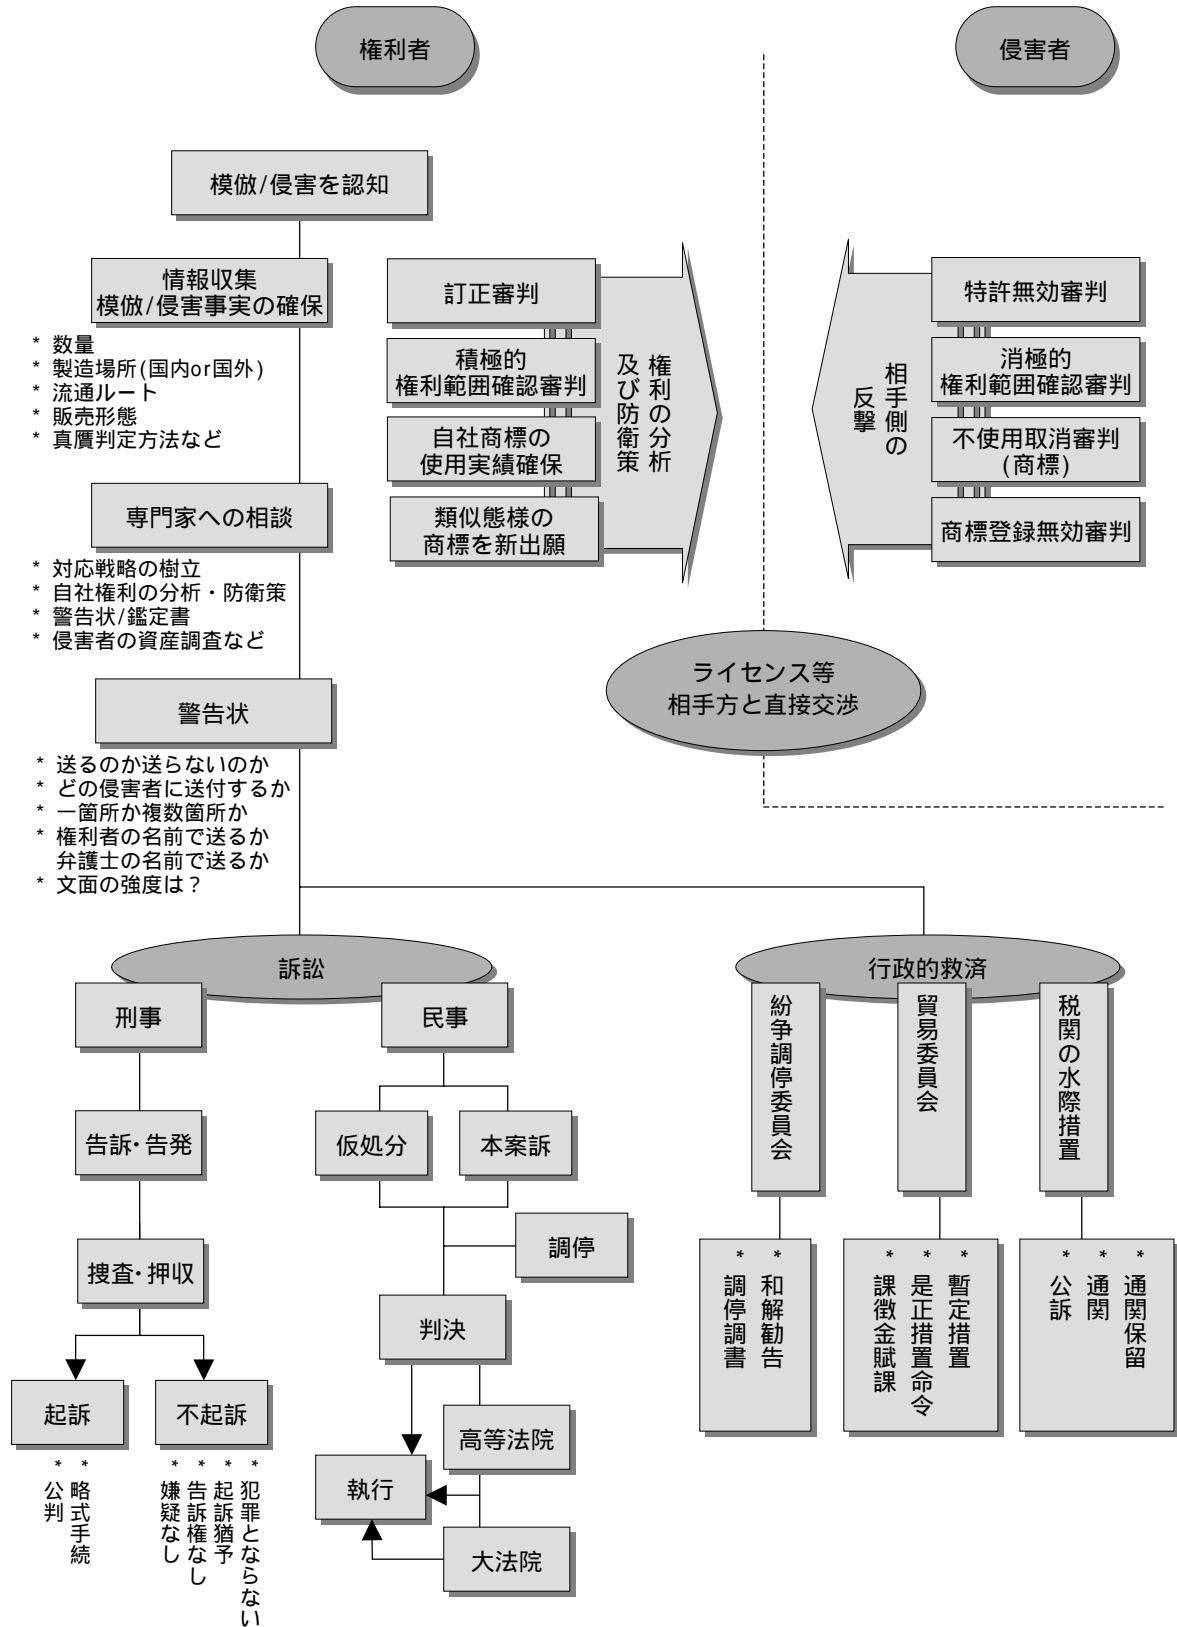 権利者
侵害者
模倣/侵害を認知
情報収集
模倣/侵害事実の確保
* 数量
* 製造場所(国内or国外)
* 流通ルート
* 販売形態
* 真贋判定方法など
専門家への相談
* 対応戦略の樹立
* 自社権利の分析・防衛策
* 警告状/鑑定書
* 侵害者の資産調査など
警告状
* 送るのか送らないのか
* どの侵害者に送付するか
* 一箇所か複数箇所か
* 権利者の名前で送るか
弁護士の名前で送るか
* 文面の強度は？
訂正審判
積極的
権利範囲確認審判
自社商標の
使用実績確保
類似態様の
商標を新出願
権利の分析
及び防衛策
相手側の
反撃
特許無効審判
消極的
権利範囲確認審判
不使用取消審判
(商標)
商標登録無効審判
ライセンス等
相手方と直接交渉
訴訟
刑事
告訴・告発
捜査・押収
起訴
* 略式手続
* 公判
不起訴
* 犯罪とならない
* 起訴猶予
* 告訴権なし
* 嫌疑なし
民事
仮処分
本案訴
調停
判決
高等法院
執行
大法院
行政的救済
紛争調停委員会
* 和解勧告
* 調停調書
貿易委員会
* 暫定措置
* 是正措置命令
* 課徴金賦課
税関の水際措置
* 通関保留
* 通関
* 公訴